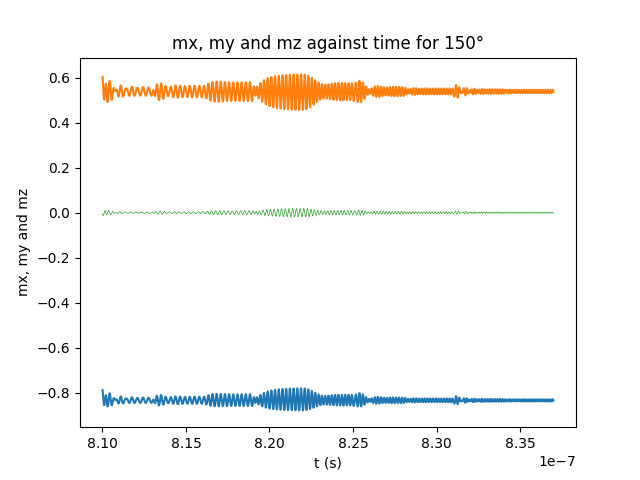 mx, my and mz against time for 150°
mx, my and mz
0.6
0.4
0.2
0.0
−0.2
−0.4
−0.6
−0.8
8.10 8.15 8.20 8.25 8.30 8.35
1e−7
t (s)